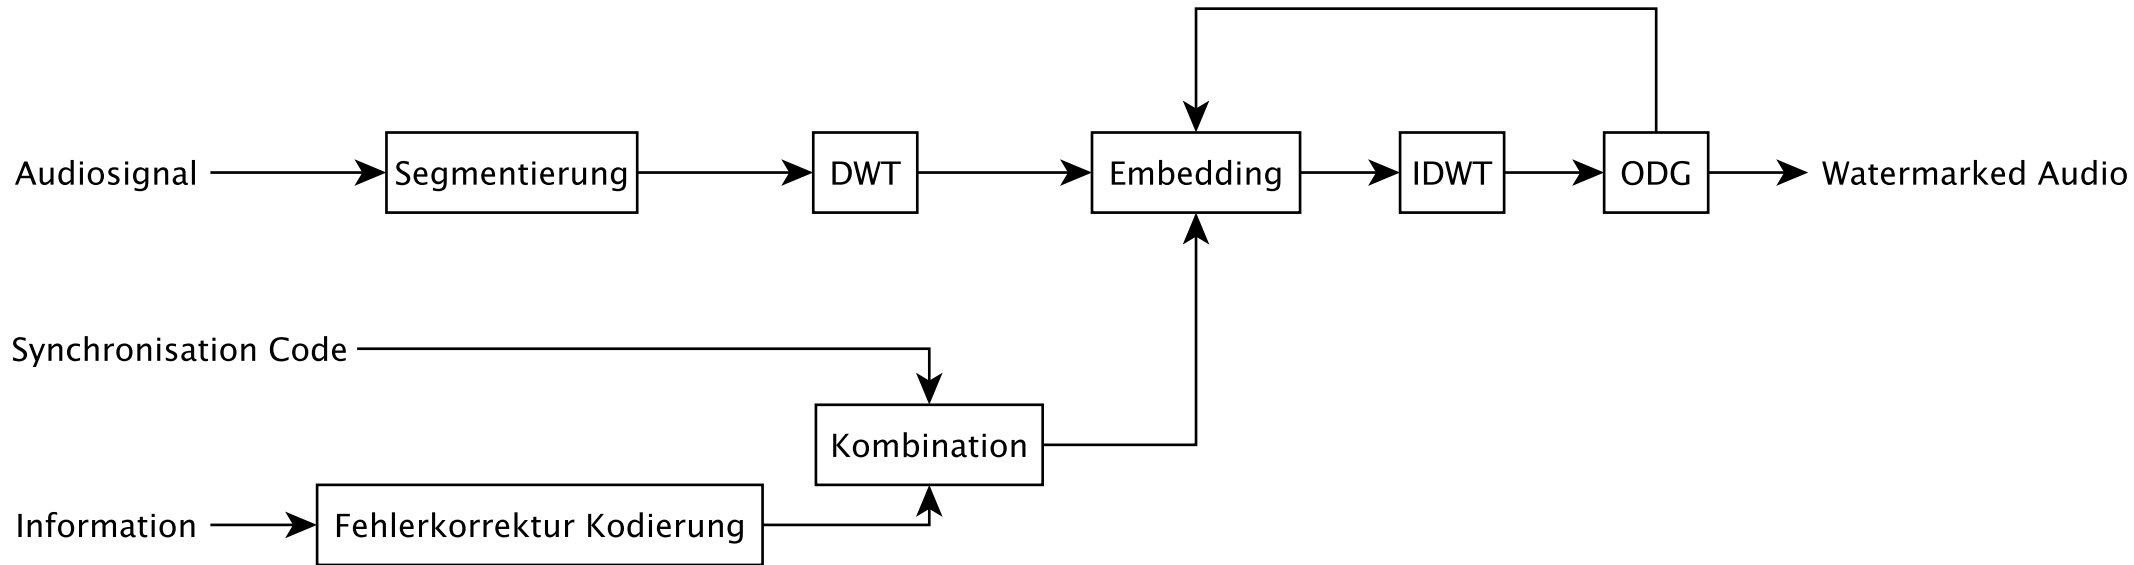 Audiosignal
Segmentierung
DWT
Embedding
IDWT
ODG
Watermarked Audio
Synchronisation Code
Kombination
Information
Fehlerkorrektur Kodierung